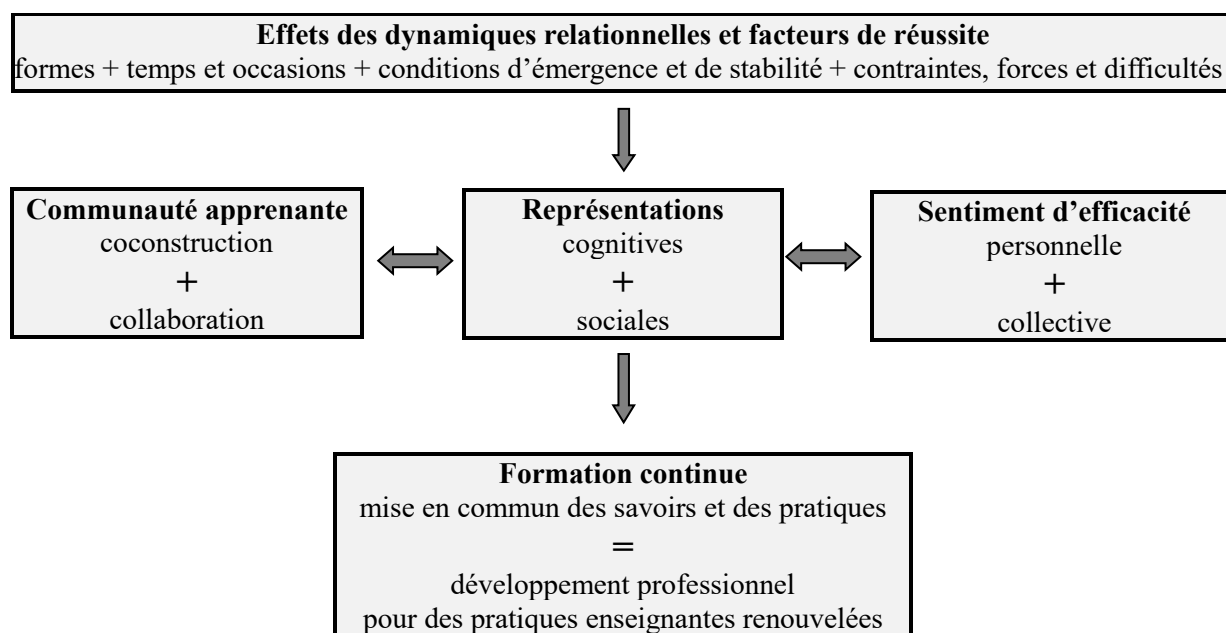 Effets des dynamiques relationnelles et facteurs de réussite
formes + temps et occasions + conditions d’émergence et de stabilité + contraintes, forces et difficultés
Communauté apprenante
coconstruction
+
collaboration
Représentations
cognitives
+
sociales
Sentiment d’efficacité
personnelle
+
collective
Formation continue
mise en commun des savoirs et des pratiques
=
développement professionnel
pour des pratiques enseignantes renouvelées